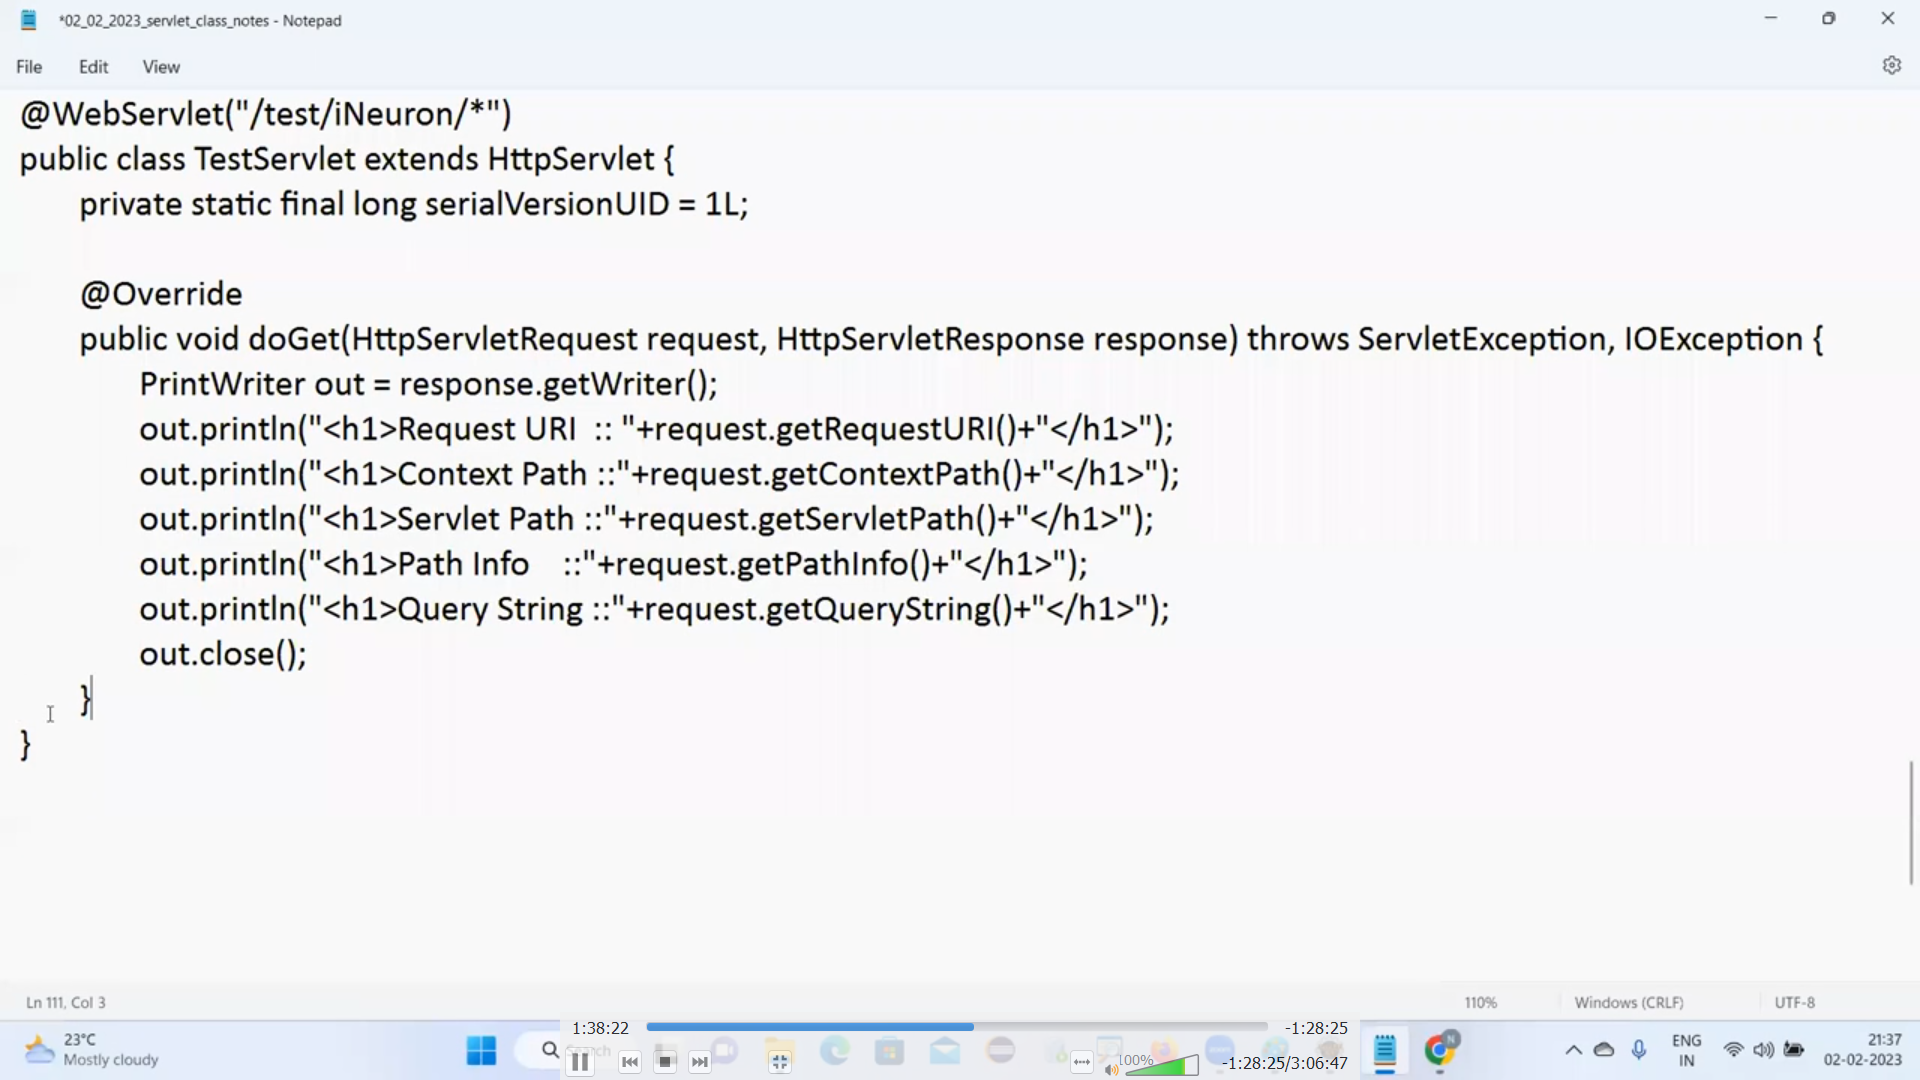 *02_02_2023_servlet_class_notes - Notepad
File Edit View
@WebServlet("/test/iNeuron/*")
public class TestServlet extends HttpServlet {
private static final long serialVersionUID = 1L;
@Override
public void doGet(HttpServletRequest request, HttpServletResponse response) throws ServletException, IOException {
PrintWriter out = response.getWriter();
out.println("<h1>Request URI  :: "+request.getRequestURI()+"</h1>");
out.println("<h1>Context Path ::"+request.getContextPath()+"</h1>");
out.println("<h1>Servlet Path ::"+request.getServletPath()+"</h1>");
out.println("<h1>Path Info    ::"+request.getPathInfo()+"</h1>");
out.println("<h1>Query String ::"+request.getQueryString()+"</h1>");
out.close();
}
}
Ln 111, Col 3 110% Windows (CRLF) UTF-8
1:38:22 -1:28:25
23°C
Mostly cloudy
Search
100%
-1:28:25/3:06:47
N
ENG
IN
21:37
02-02-2023